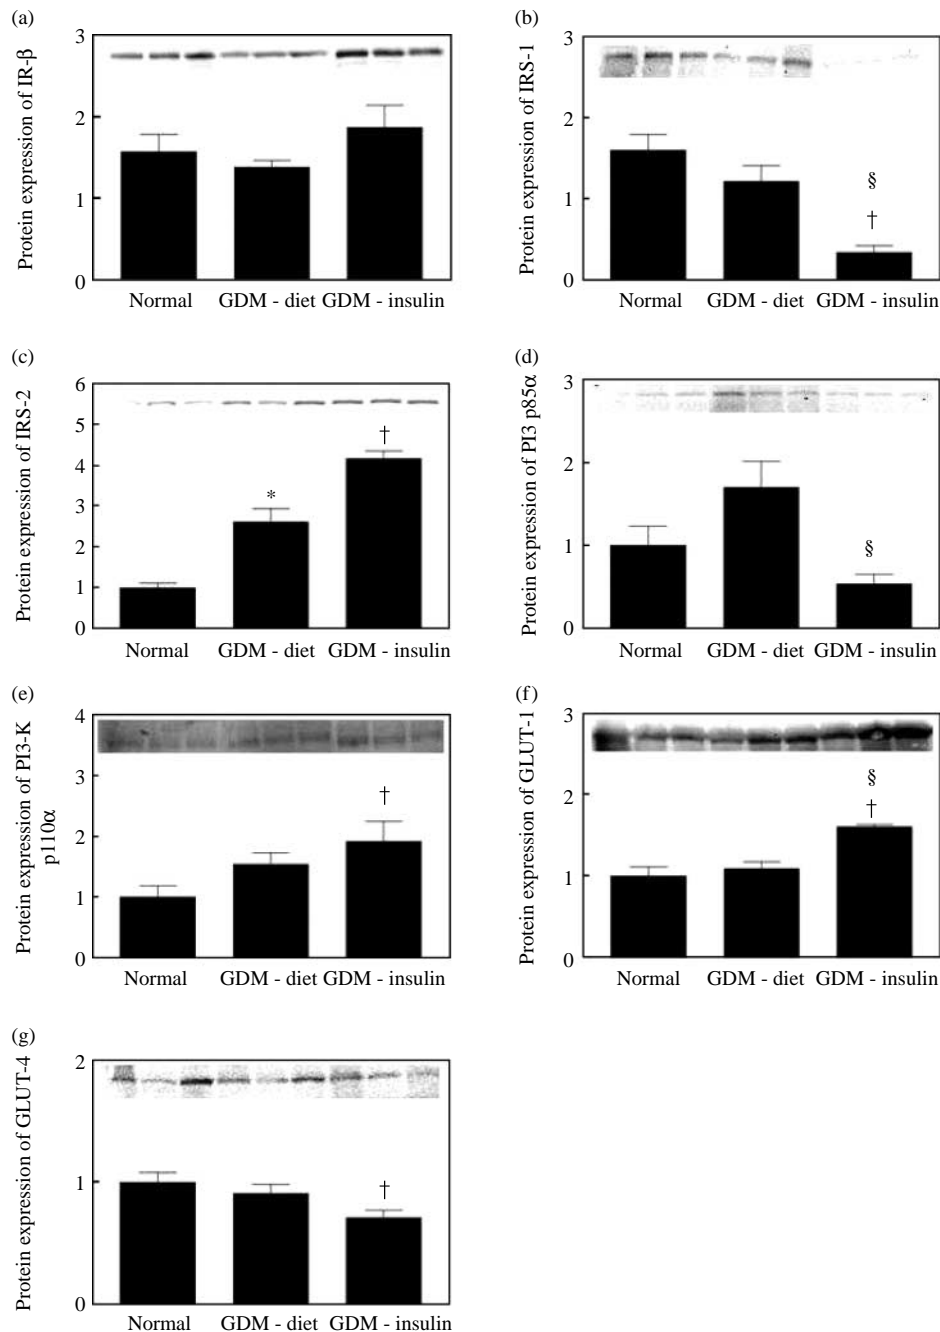 (a)
Protein expression of IR-β
3
2
1
0
Normal GDM - diet GDM - insulin
(b)
Protein expression of IRS-1
3
2
1
0
§
†
Normal GDM - diet GDM - insulin
(c)
Protein expression of IRS-2
6
5
4
3
2
1
0
*
†
Normal GDM - diet GDM - insulin
(d)
Protein expression of PI3 p85α
3
2
1
0
§
Normal GDM - diet GDM - insulin
(e)
Protein expression of PI3-K
p110α
4
3
2
1
0
†
Normal GDM - diet GDM - insulin
(f)
Protein expression of GLUT-1
3
2
1
0
§
†
Normal GDM - diet GDM - insulin
(g)
Protein expression of GLUT-4
2
1
0
†
Normal GDM - diet GDM - insulin